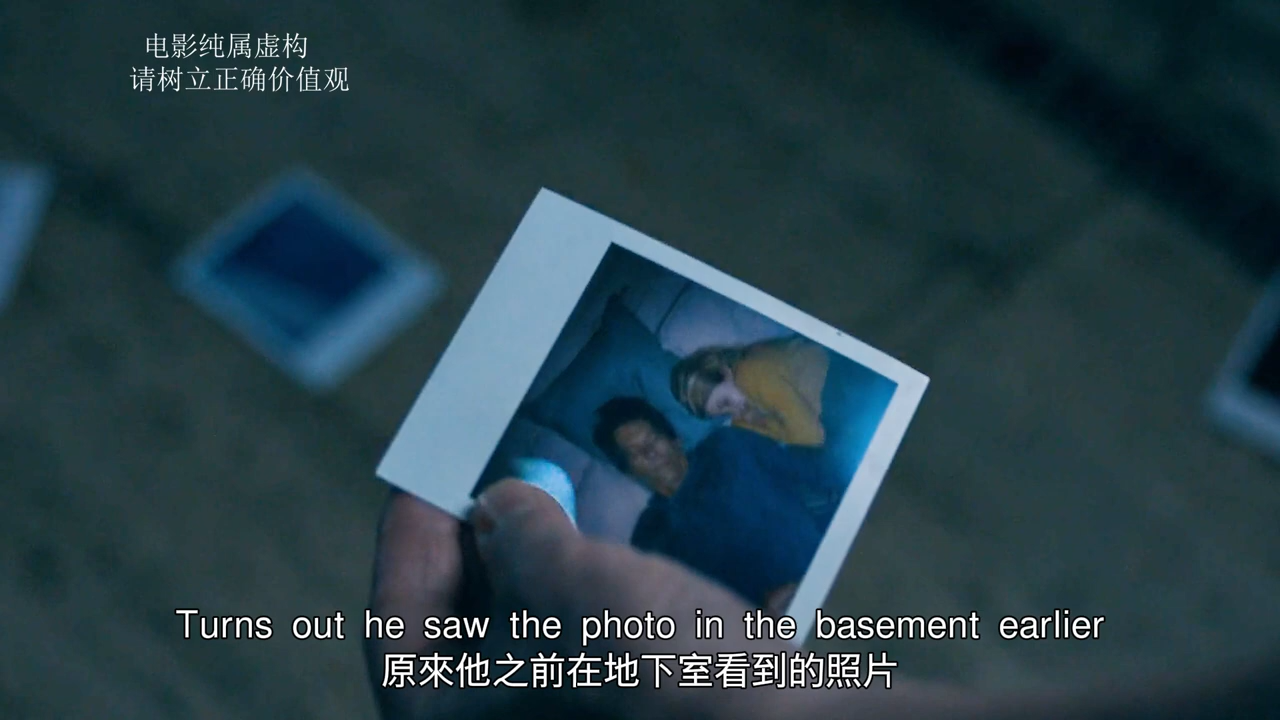 电影纯属虚构
请树立正确价值观
Turns out he saw the photo in the basement earlier
原來他之前在地下室看到的照片